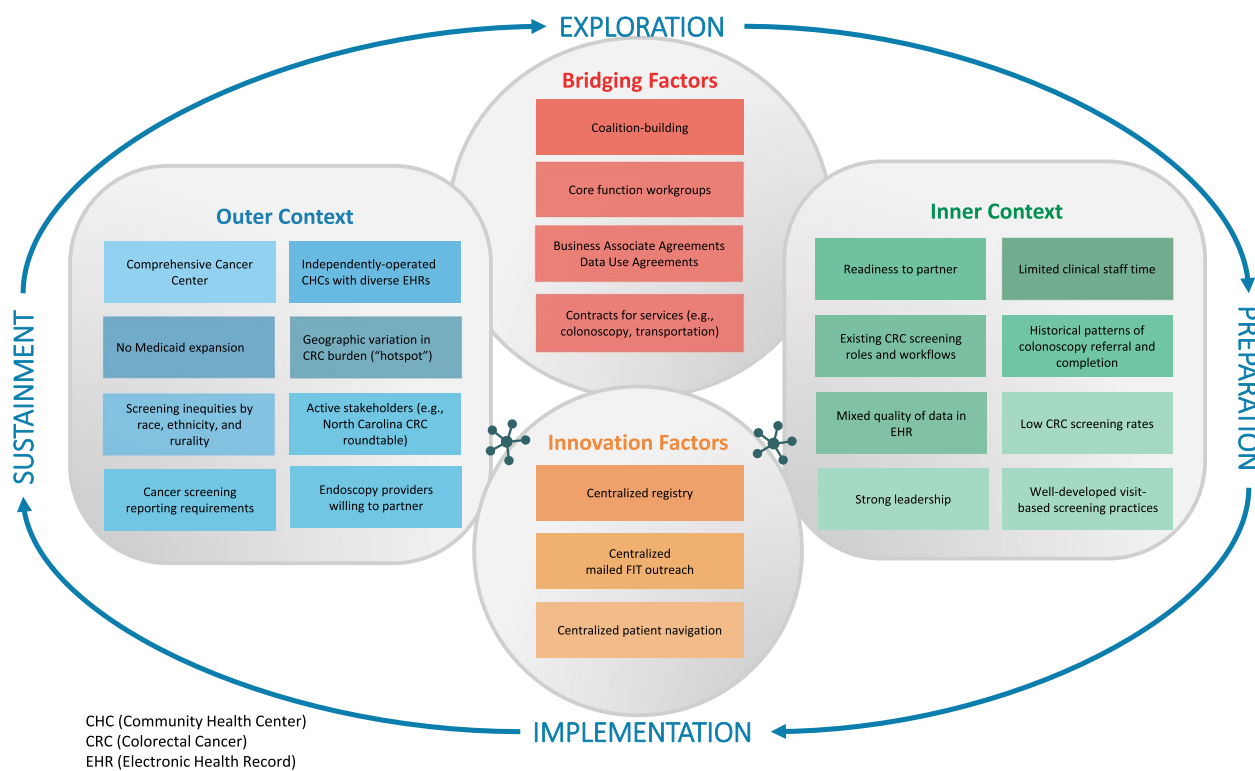 EXPLORATION
Bridging Factors
Coalition-building
Core function workgroups
Business Associate Agreements
Data Use Agreements
Contracts for services (e.g.,
colonoscopy, transportation)
Outer Context
Comprehensive Cancer
Center
Independently-operated
CHCs with diverse EHRs
No Medicaid expansion
Geographic variation in
CRC burden (“hotspot”)
Screening inequities by
race, ethnicity, and
rurality
Active stakeholders (e.g.,
North Carolina CRC
roundtable)
Cancer screening
reporting requirements
Endoscopy providers
willing to partner
Inner Context
Readiness to partner
Limited clinical staff time
Existing CRC screening
roles and workflows
Historical patterns of
colonoscopy referral and
completion
Mixed quality of data in
EHR
Low CRC screening rates
Strong leadership
Well-developed visit-
based screening practices
Innovation Factors
Centralized registry
Centralized
mailed FIT outreach
Centralized patient navigation
SUSTAINMENT
PREPARATION
IMPLEMENTATION
CHC (Community Health Center)
CRC (Colorectal Cancer)
EHR (Electronic Health Record)